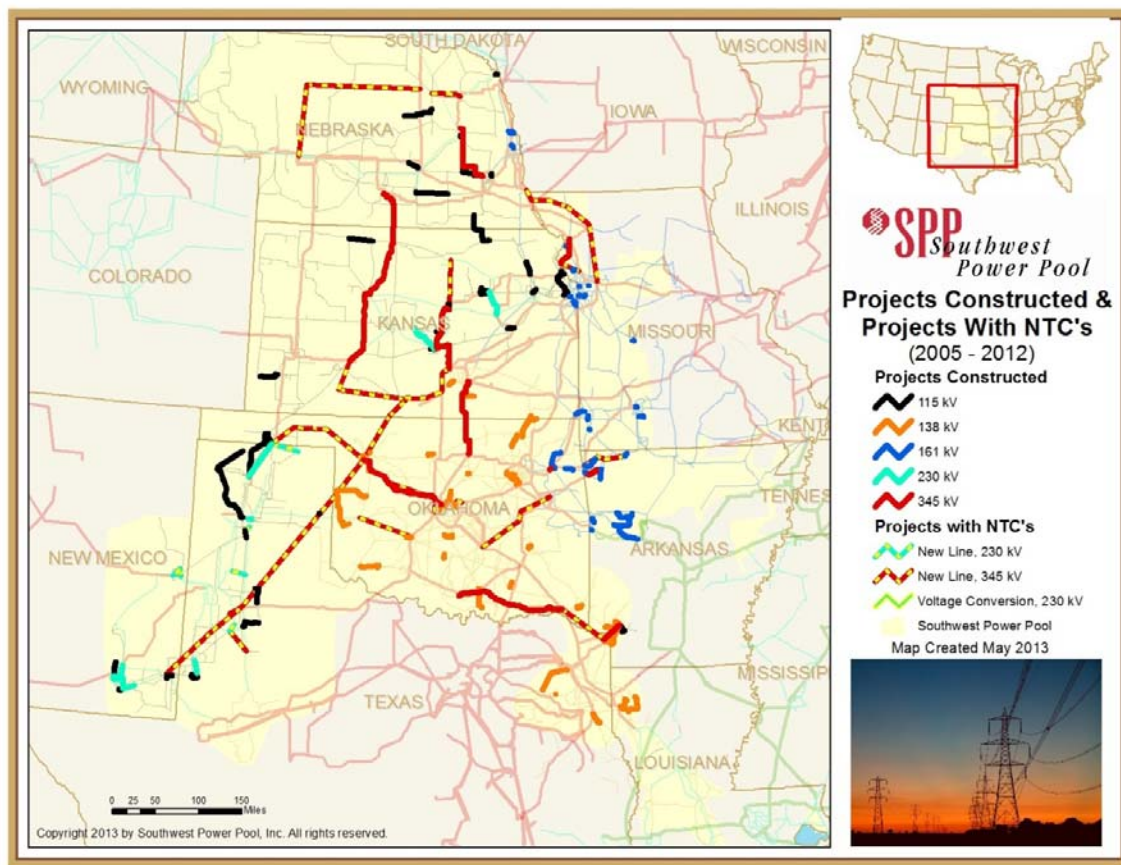 SOUTH DAKOTA
WISCONSIN
WYOMING
IOWA
NEBRASKA
ILLINOIS
COLORADO
KANSAS
MISSOUR
KENT
OKLAHOMA
TENNES
NEW MEXICO
ARKANSAS
TEXAS
MISSISSIP
LOUISIANA
0 25 50 100 150
Miles
Copyright 2013 by Southwest Power Pool, Inc. All rights reserved.
SPP
Southwest
Power Pool
Projects Constructed &
Projects With NTC's
(2005 - 2012)
Projects Constructed
115 kV
138 kV
161 kV
230 kV
345 kV
Projects with NTC's
New Line, 230 kV
New Line, 345 kV
Voltage Conversion, 230 kV
Southwest Power Pool
Map Created May 2013